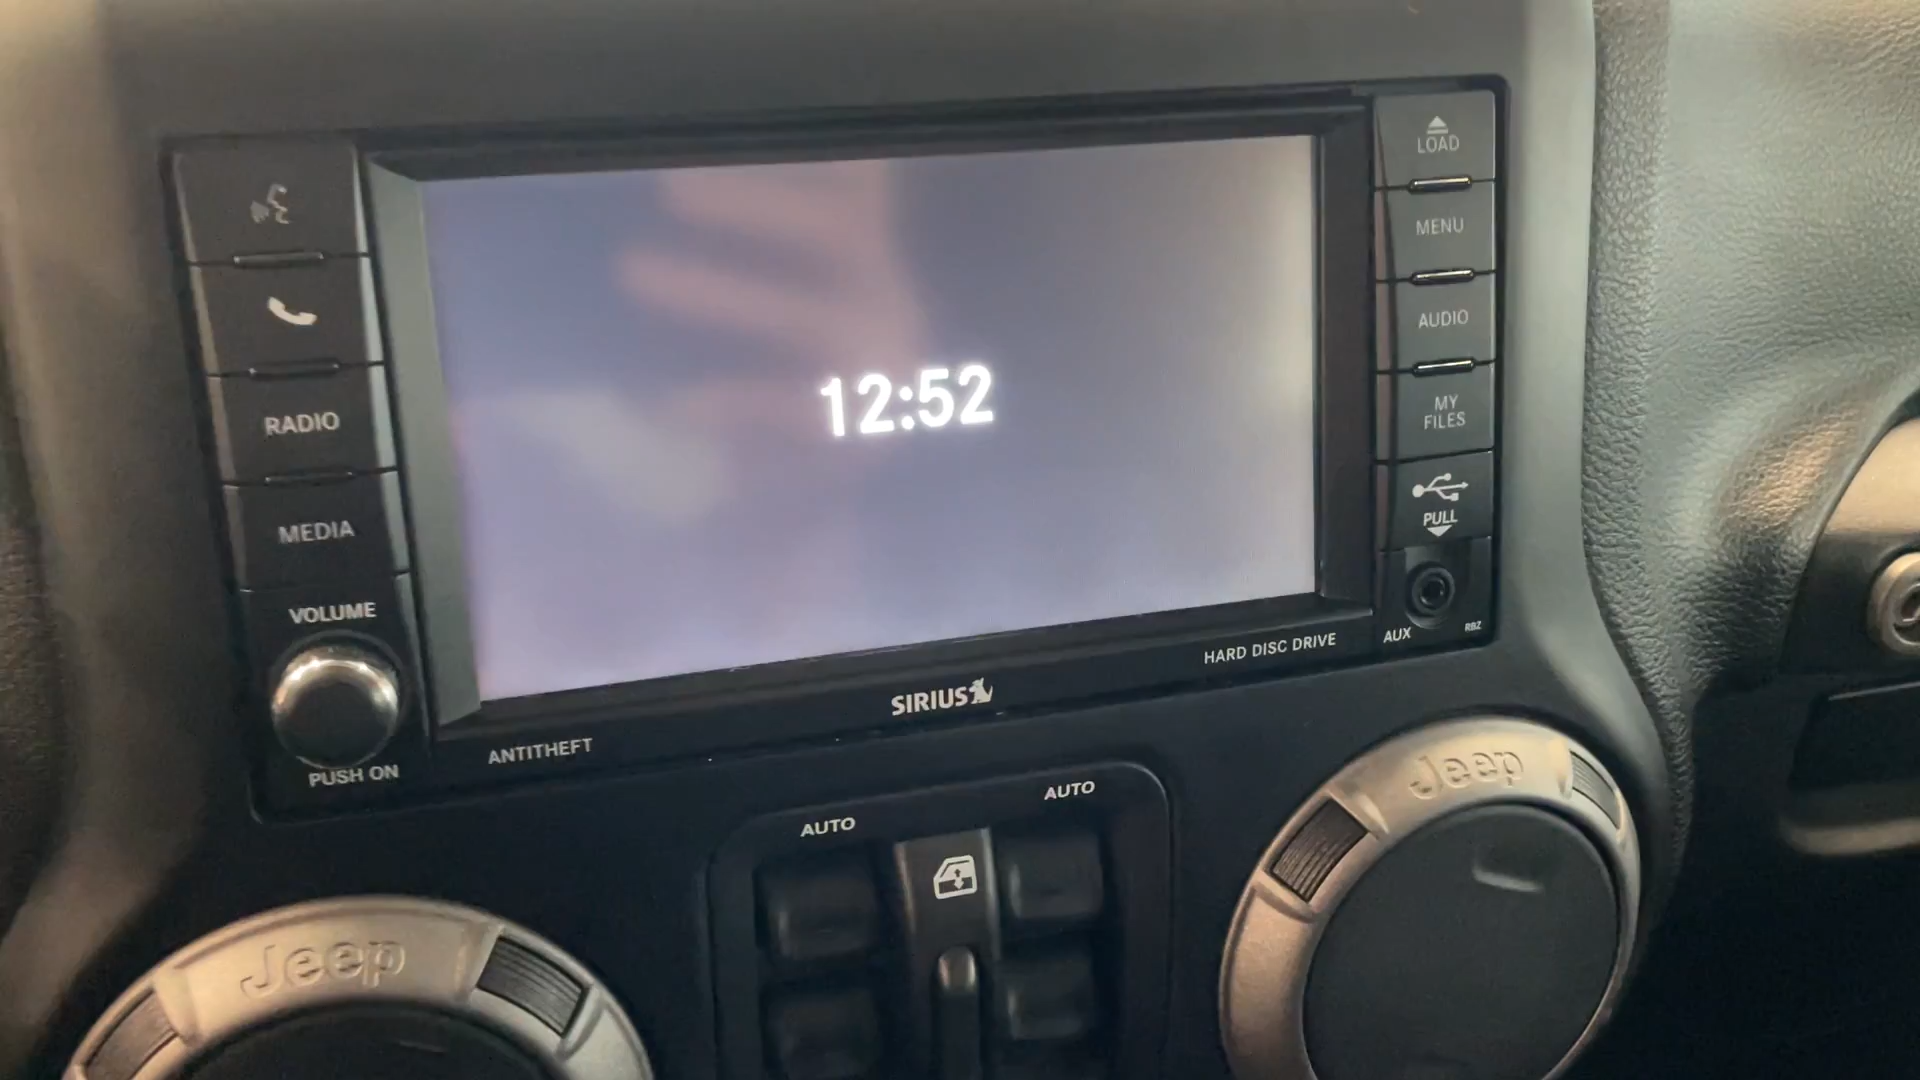 LOAD
MENU
AUDIO
MY
FILES
PULL
AUX
RBZ
RADIO
MEDIA
VOLUME
PUSH ON
12:52
ANTITHEFT
SIRIUS
HARD DISC DRIVE
AUTO
AUTO
Jeep
Jeep